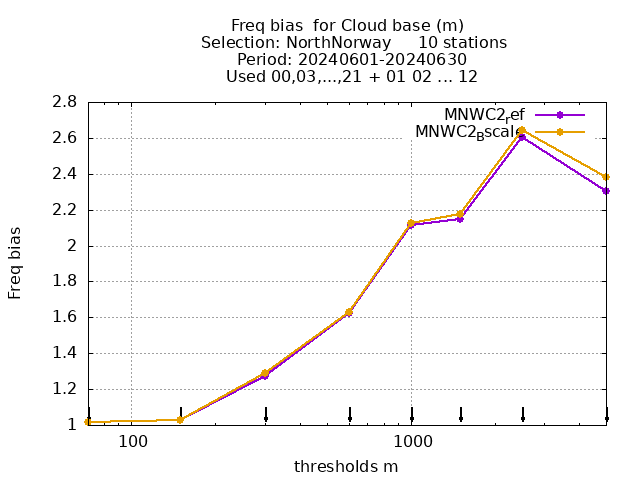 Freq bias  for Cloud base (m)
Selection: NorthNorway     10 stations
Period: 20240601-20240630
Used 00,03,...,21 + 01 02 ... 12
2.8
2.6
2.4
2.2
2
1.8
1.6
1.4
1.2
1
Freq bias
MNWC2ref
MNWC2Bscale
100
1000
thresholds m